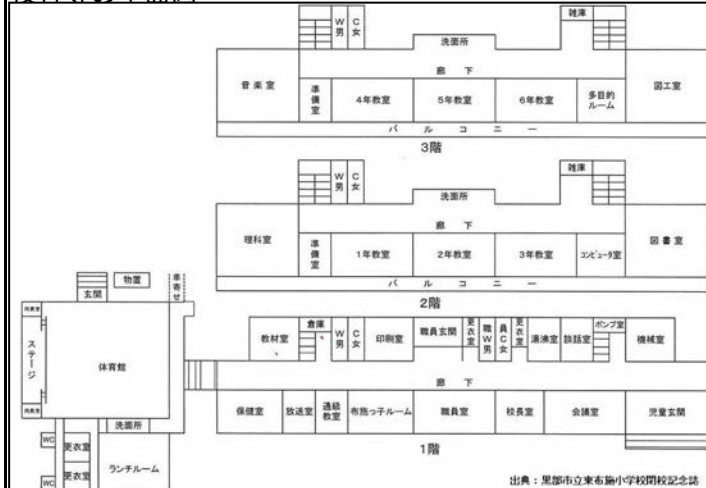 W男
C女
雑庫
洗面所
廊下
音楽室
準備室
4年教室
5年教室
6年教室
多目的ルーム
図工室
バルコニー
3階
W男
C女
雑庫
洗面所
廊下
理科室
準備室
1年教室
2年教室
3年教室
コンピュータ室
図書室
バルコニー
2階
物置
車寄せ
玄関
ステージ
体育館
洗面所
WC
更衣室
WC
更衣室
ランチルーム
教材室
倉庫
W男
C女
印刷室
職員玄関
更衣室
職W男
員C女
更衣室
湯沸室
談話室
ポンプ室
機械室
廊下
保健室
放送室
通級教室
布施っ子ルーム
職員室
校長室
会議室
児童玄関
1階
出典：黒部市立東布施小学校閉校記念誌